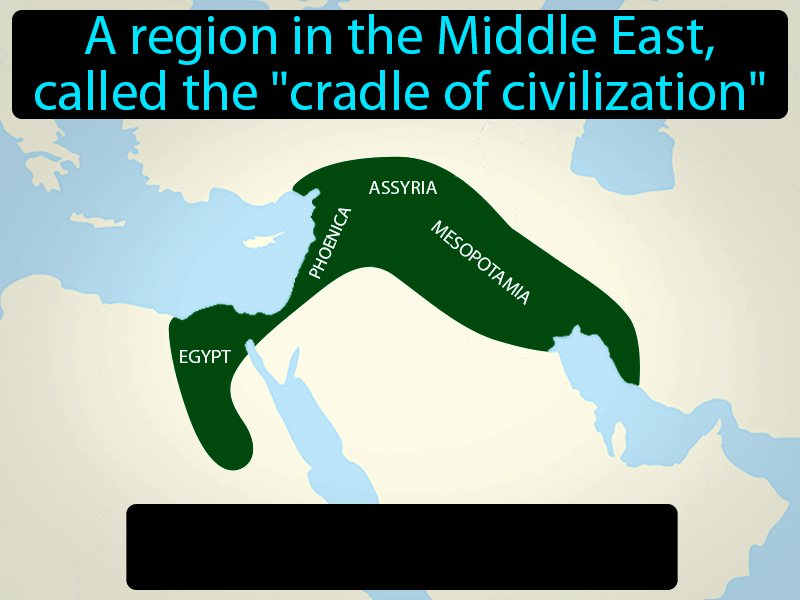 A region in the Middle East,
called the "cradle of civilization"
ASSYRIA
PHOENICA
MESOPOTAMIA
EGYPT